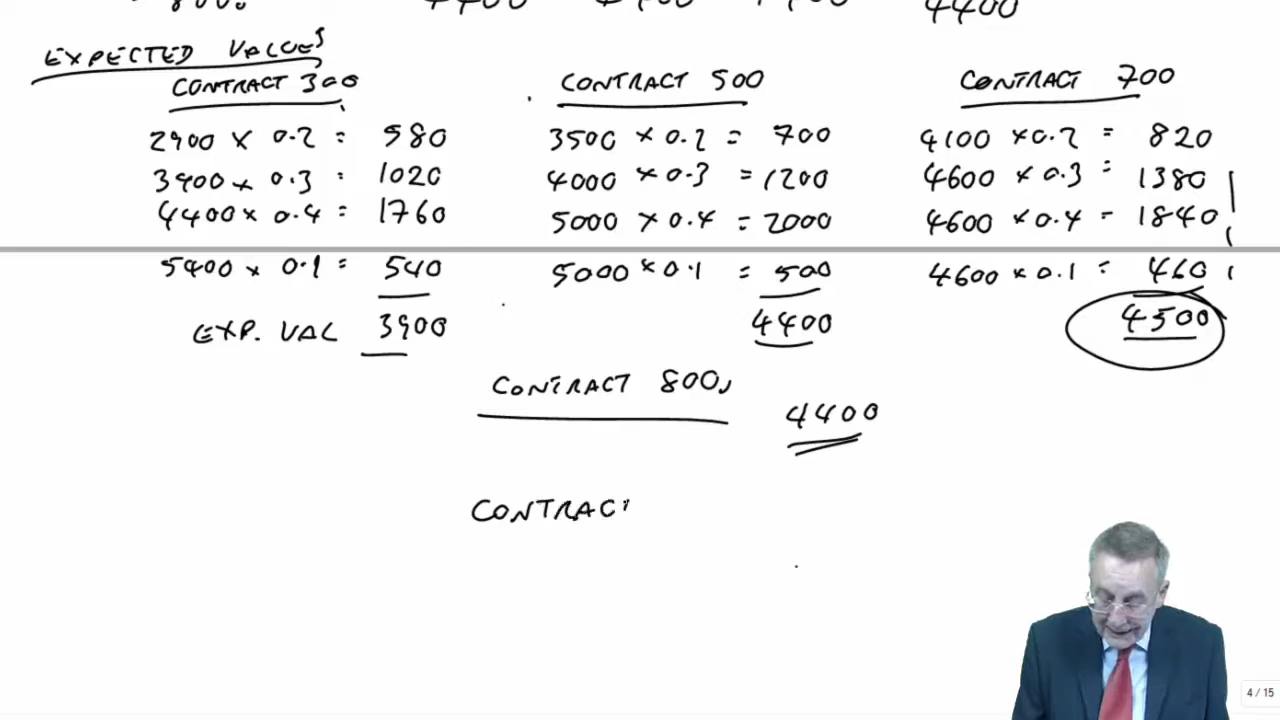 4400
EXPECTED VALUES
CONTRACT 300 CONTRACT 500 CONTRACT 700
2900 x 0.2 = 580 3500 x 0.2 = 700 4100 x 0.2 = 820
3400 x 0.3 = 1020 4000 x 0.3 = 1200 4600 x 0.3 = 1380
4400 x 0.4 = 1760 5000 x 0.4 = 2000 4600 x 0.4 = 1840
5400 x 0.1 = 540 5000 x 0.1 = 500 4600 x 0.1 = 460
EXP. VAL 3900 4400 4500
CONTRACT 800, 4400
CONTRACT
4 / 15